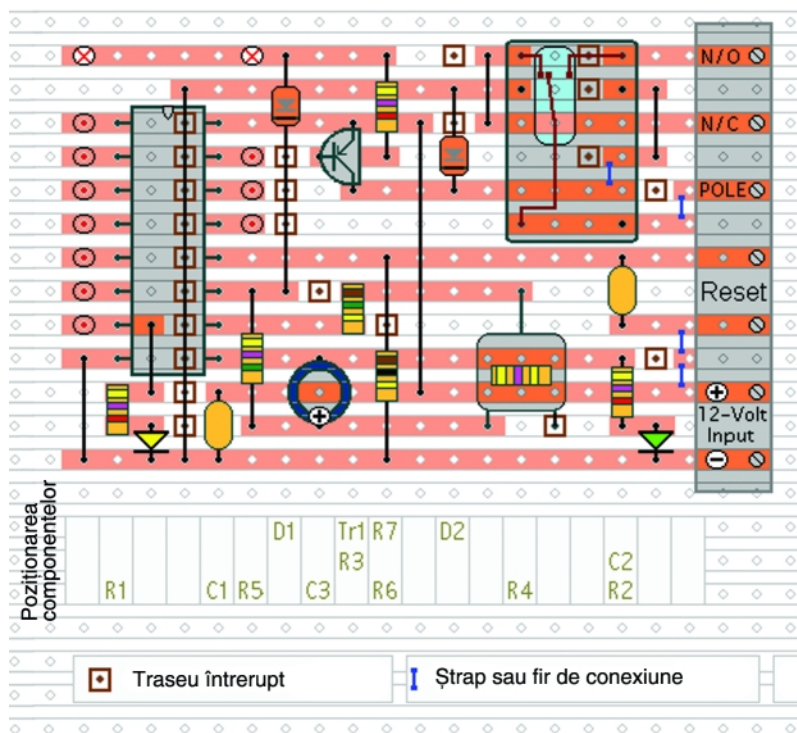 N/O
N/C
POLE
Reset
+
12-Volt
Input
−
+
Poziționarea
componentelor
D1 Tr1 R7 D2
R3 C2
R1 C1 R5 C3 R6 R4 R2
Traseu întrerupt
Ștrap sau fir de conexiune